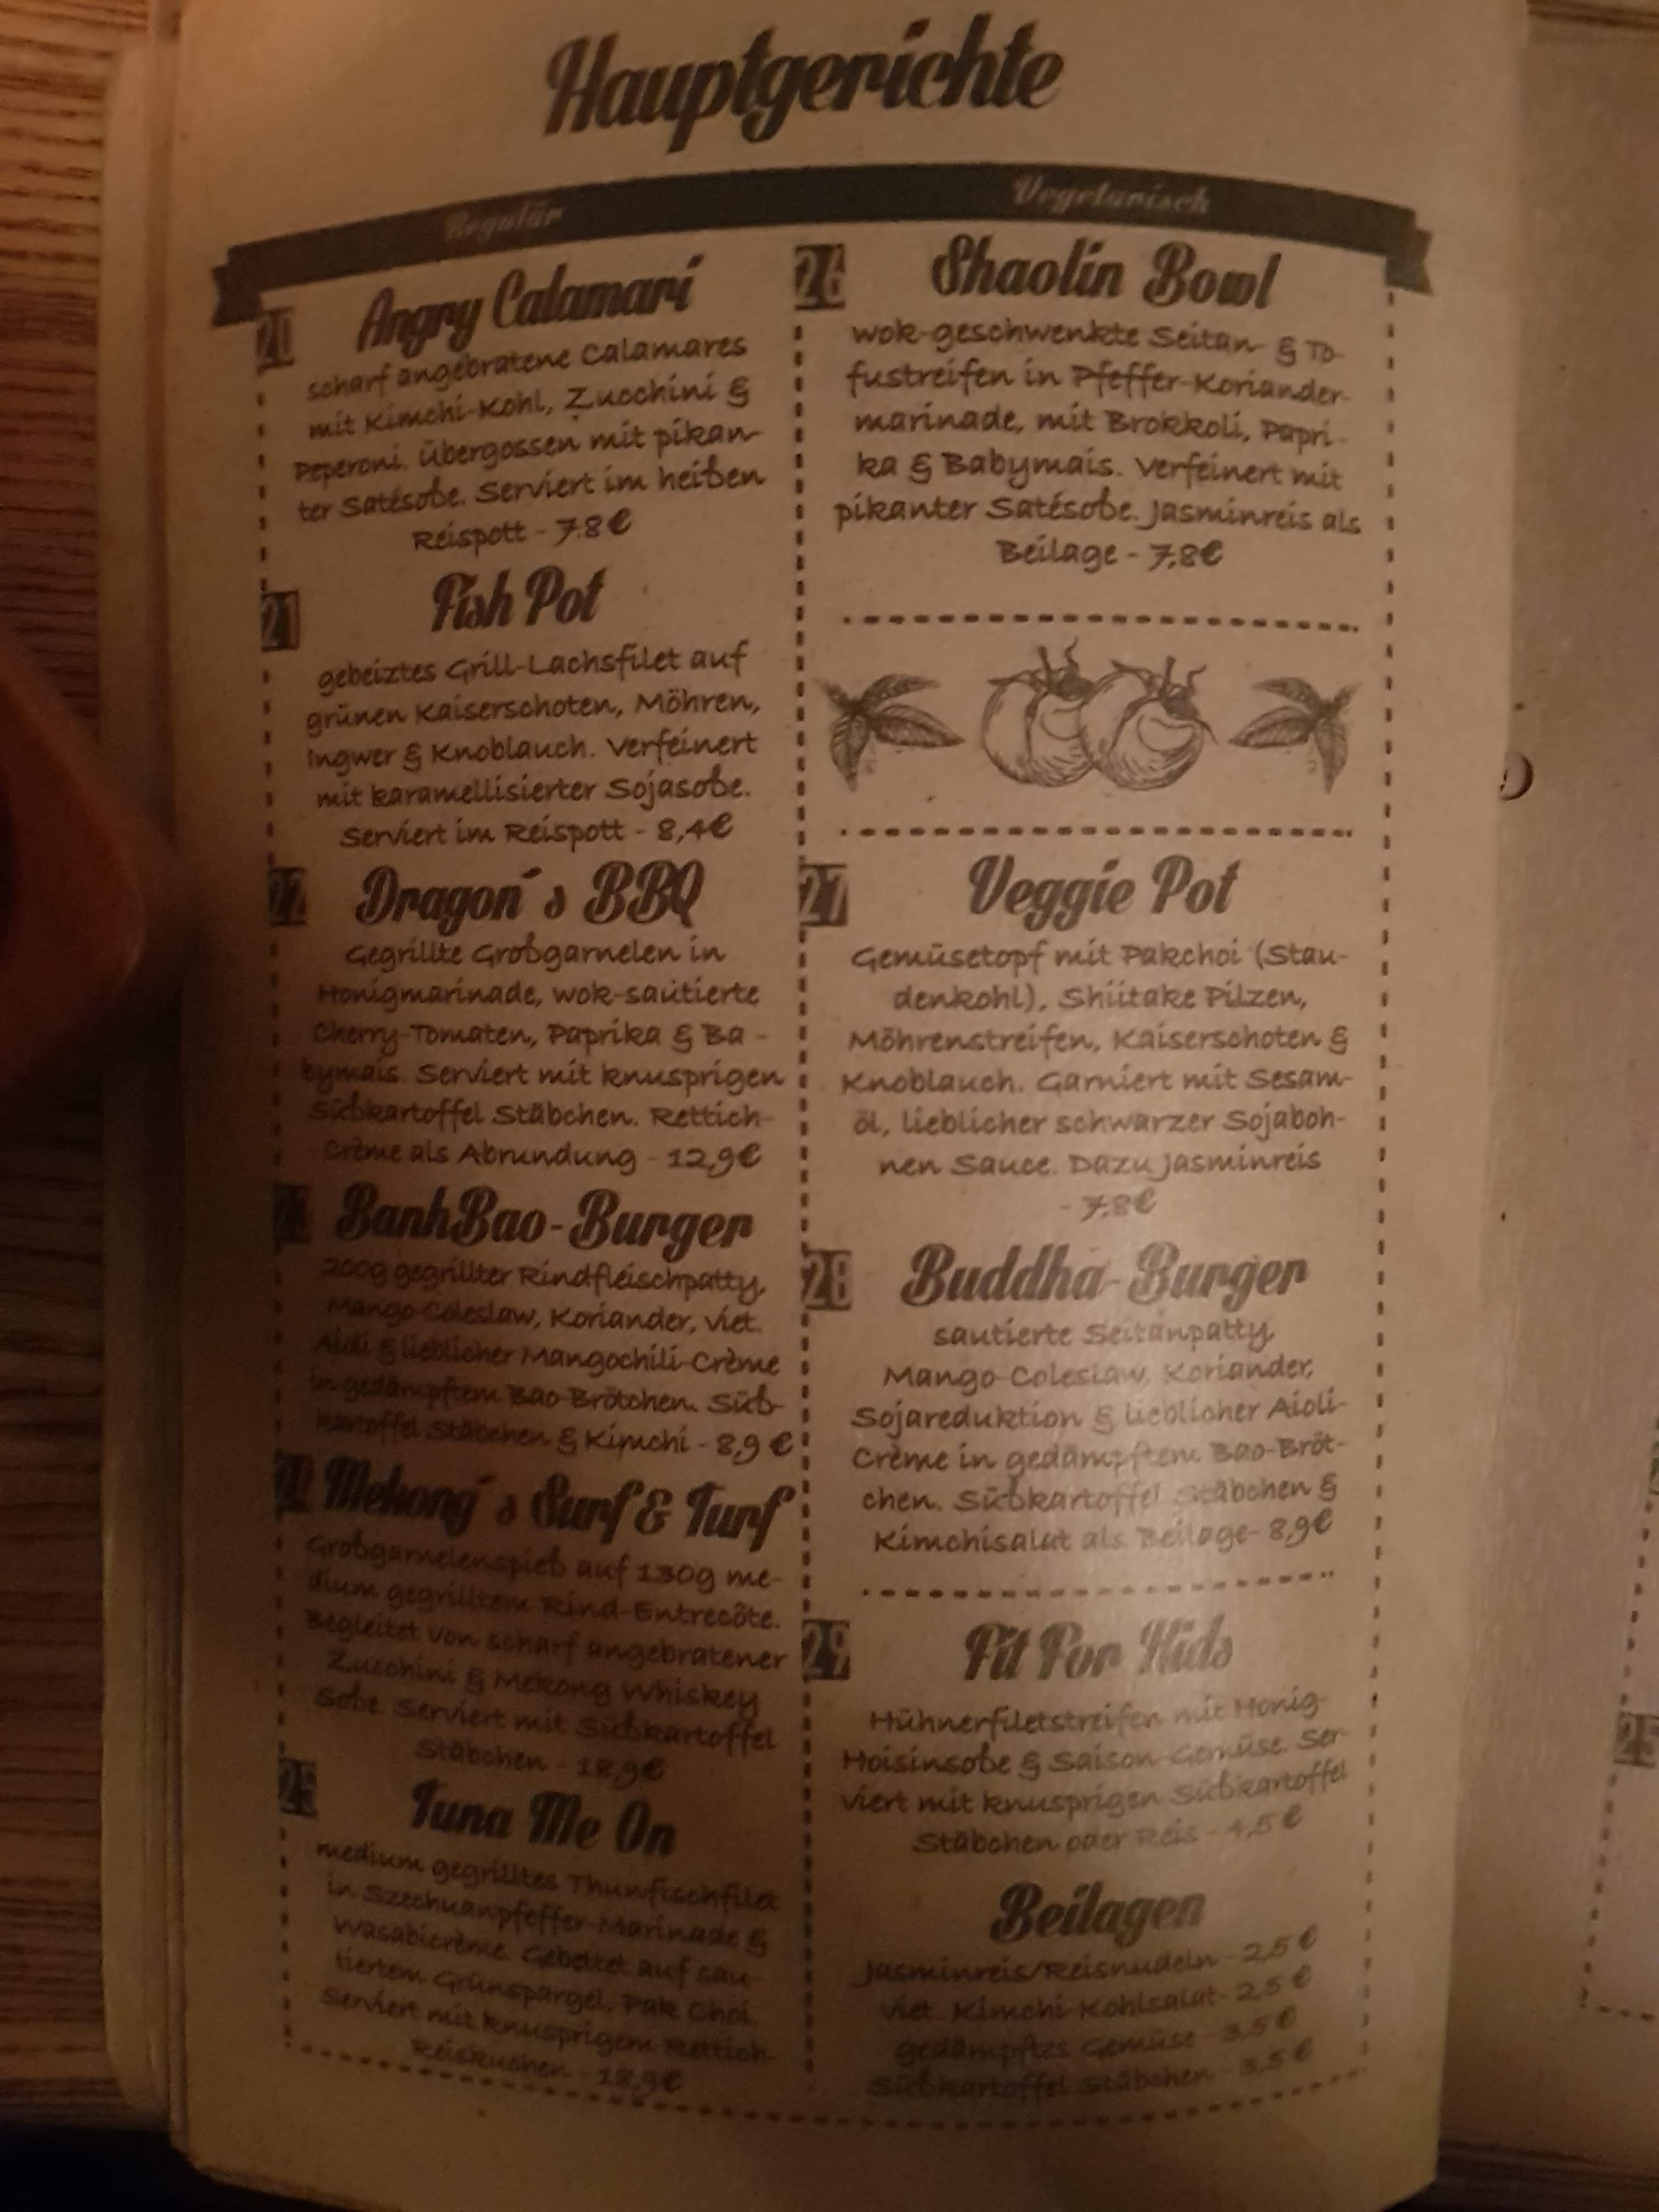 Hauptgerichte
Regulär
Vegetarisch
20
Angry Calamari
scharf angebratene Calamares
mit Kimchi-Kohl, Zucchini &
Peperoni. Übergossen mit pikan-
ter Satésoße. Serviert im heißen
Reispott - 7.8€
21
Fish Pot
gebeiztes Grill-Lachsfilet auf
grünen Kaiserschoten, Möhren,
Ingwer & Knoblauch. Verfeinert
mit karamellisierter Sojasoße.
Serviert im Reispott - 8,4€
22
Dragon´s BBQ
Gegrillte Großgarnelen in
Honigmarinade, wok-sautierte
Cherry-Tomaten, Paprika & Ba -
bymais. Serviert mit knusprigen
Süßkartoffel Stäbchen. Rettich-
Crème als Abrundung - 12,9€
BanhBao-Burger
200g gegrillter Rindfleischpatty,
Mango-Coleslaw, Koriander, viet.
Aioli & lieblicher Mangochili-Crème
in gedämpftem Bao-Brötchen. Süß-
kartoffel Stäbchen & Kimchi - 8,9 €
Mekong´s Surf & Turf
Großgarnelenspieß auf 130g me-
dium gegrilltem Rind-Entrecôte.
Begleitet von scharf angebratener
Zucchini & Mekong Whiskey
Soße. Serviert mit Süßkartoffel
Stäbchen - 18,9€
25
Tuna Me On
medium gegrilltes Thunfischfilet
in Szechuanpfeffer-Marinade &
Wasabicrème. Gebettet auf sau-
tiertem Grünspargel, Pak Choi.
Serviert mit knusprigem Rettich-
Reiskuchen - 18,9€
26
Shaolin Bowl
wok-geschwenkte Seitan- & To-
fustreifen in Pfeffer-Koriander-
marinade, mit Brokkoli, Papri-
ka & Babymais. Verfeinert mit
pikanter Satésoße. Jasminreis als
Beilage - 7,8€
27
Veggie Pot
Gemüsetopf mit Pakchoi (Stau-
denkohl), Shiitake Pilzen,
Möhrenstreifen, Kaiserschoten &
Knoblauch. Garniert mit Sesam-
öl, lieblicher schwarzer Sojaboh-
nen Sauce. Dazu Jasminreis
- 7.8€
28
Buddha-Burger
sautierte Seitanpatty,
Mango-Coleslaw, Koriander,
Sojareduktion & lieblicher Aioli-
Crème in gedämpftem Bao-Bröt-
chen. Süßkartoffel Stäbchen &
Kimchisalat als Beilage- 8,9€
29
Fit For Kids
Hühnerfiletstreifen mit Honig-
Hoisinsoße & Saison-Gemüse. Ser-
viert mit knusprigen Süßkartoffel
Stäbchen oder Reis - 4,5 €
Beilagen
Jasminreis/Reisnudeln - 2,5 €
viet. Kimchi-Kohlsalat- 2,5 €
gedämpftes Gemüse - 3,5 €
Süßkartoffel Stäbchen - 3,5 €